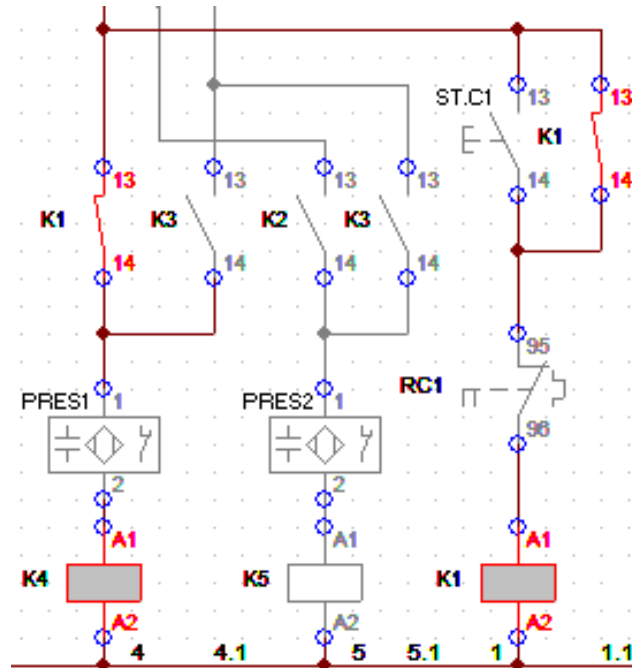 ST.C1 13 13
K1
14 14
13 13 13 13
K1 K3 K2 K3
14 14 14 14
95
RC1
96
PRES1 1 PRES2 1
2 2
A1 A1 A1
K4 K5 K1
A2 A2 A2
4 4.1 5 5.1 1 1.1